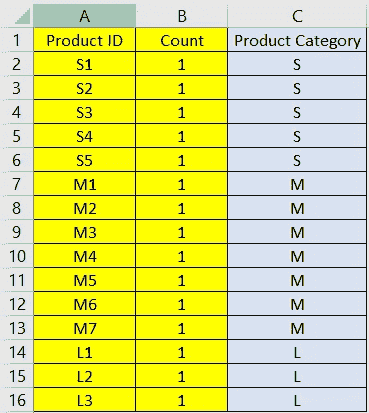 A B C
1 Product ID Count Product Category
2 S1 1 S
3 S2 1 S
4 S3 1 S
5 S4 1 S
6 S5 1 S
7 M1 1 M
8 M2 1 M
9 M3 1 M
10 M4 1 M
11 M5 1 M
12 M6 1 M
13 M7 1 M
14 L1 1 L
15 L2 1 L
16 L3 1 L